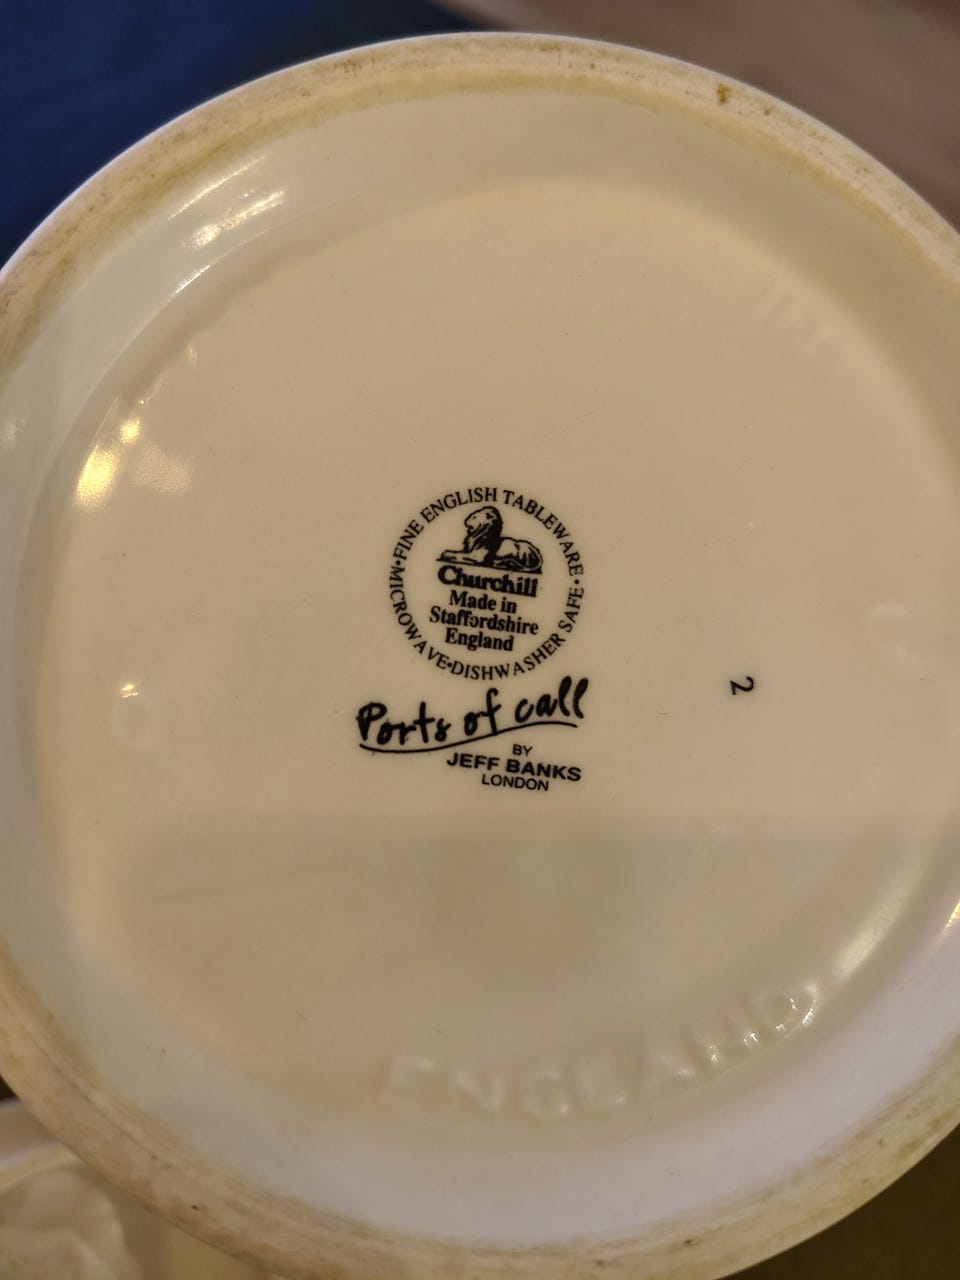 •FINE ENGLISH TABLEWARE•
MICROWAVE•DISHWASHER SAFE•
Churchill
Made in
Staffordshire
England
Ports of call
BY
JEFF BANKS
LONDON
2
ENGLAND